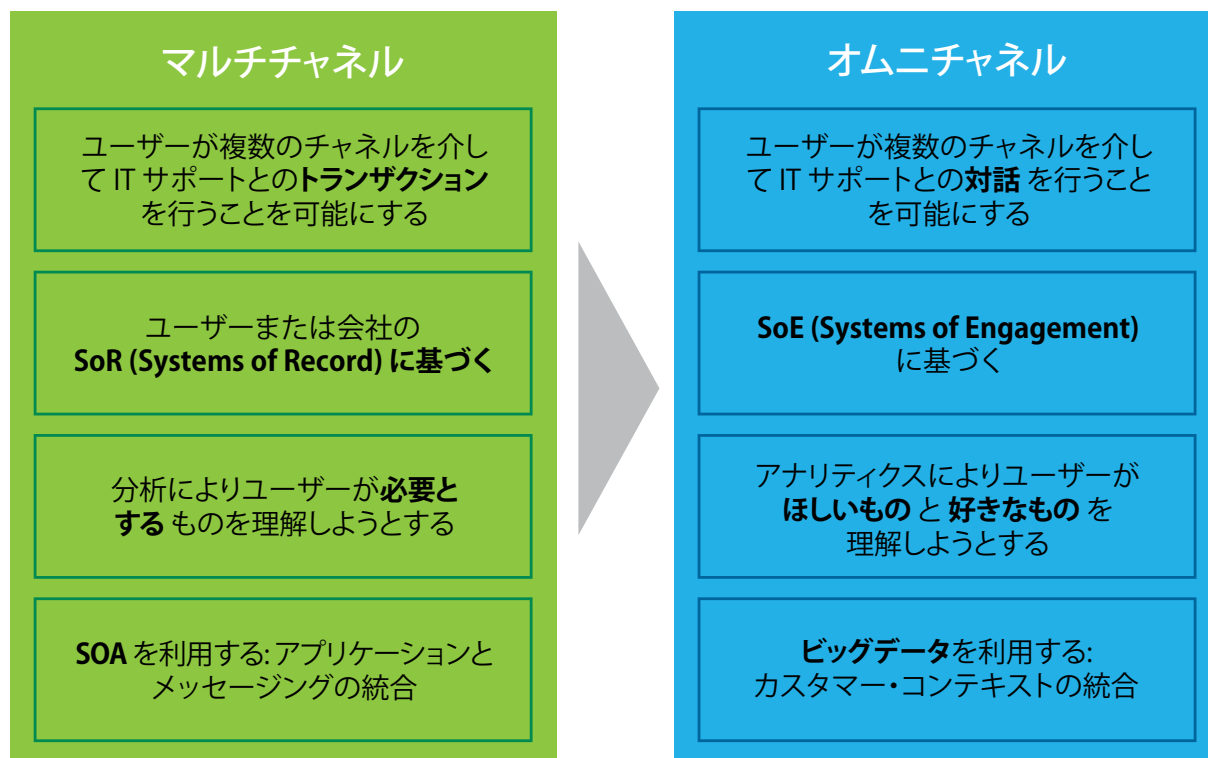 マルチチャネル
ユーザーが複数のチャネルを介し
て IT サポートとのトランザクション
を行うことを可能にする
ユーザーまたは会社の
SoR (Systems of Record) に基づく
分析によりユーザーが必要と
する ものを理解しようとする
SOA を利用する: アプリケーションと
メッセージングの統合
オムニチャネル
ユーザーが複数のチャネルを介し
て IT サポートとの対話 を行うこと
を可能にする
SoE (Systems of Engagement)
に基づく
アナリティクスによりユーザーが
ほしいもの と 好きなもの を
理解しようとする
ビッグデータを利用する:
カスタマー・コンテキストの統合